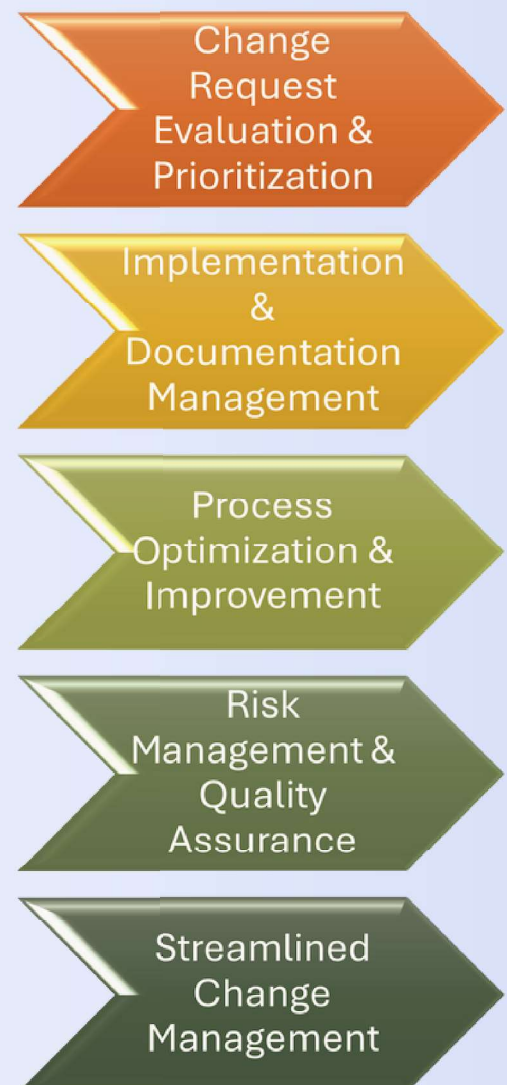 Change
Request
Evaluation &
Prioritization
Implementation
&
Documentation
Management
Process
Optimization &
Improvement
Risk
Management &
Quality
Assurance
Streamlined
Change
Management